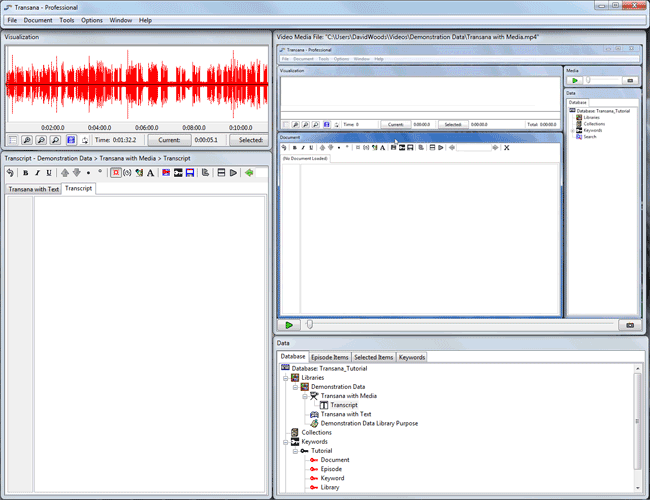 Transana - Professional
File Document Tools Options Window Help
Visualization
0:02:00.0 0:04:00.0 0:06:00.0 0:08:00.0 0:10:00.0
Time: 0:01:32.2 Current: 0:00:05.1 Selected:
Transcript - Demonstration Data > Transana with Media > Transcript
B I U
Transana with Text Transcript
Video Media File: "C:\Users\DavidWoods\Videos\Demonstration Data\Transana with Media.mp4"
Transana - Professional
File Document Tools Options Window Help
Visualization
Time: 0 Current: 0:00:00.0 Selected: 0:00:00.0 Total: 0:00:00.0
Document
B I U
(No Document Loaded)
Media
Data
Database
Database: Transana_Tutorial
Libraries
Collections
Keywords
Search
Data
Database Episode Items Selected Items Keywords
Database: Transana_Tutorial
Libraries
Demonstration Data
Transana with Media
Transcript
Transana with Text
Demonstration Data Library Purpose
Collections
Keywords
Tutorial
Document
Episode
Keyword
Library